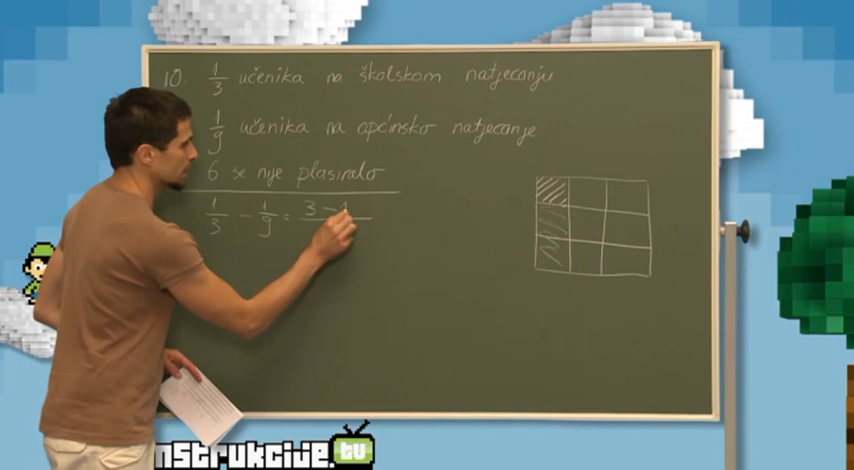 10. 1/3 učenika na školskom natjecanju
1/9 učenika na općinsko natjecanje
6 se nije plasiralo
1/3 - 1/9 = 3-1
nstrukcije.tv